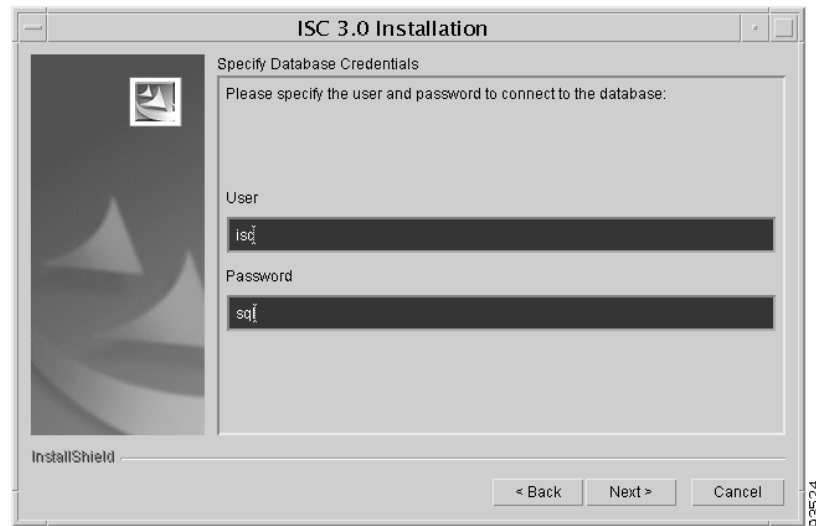 ISC 3.0 Installation
Specify Database Credentials
Please specify the user and password to connect to the database:
User
isc
Password
sql
InstallShield
< Back
Next >
Cancel
93524